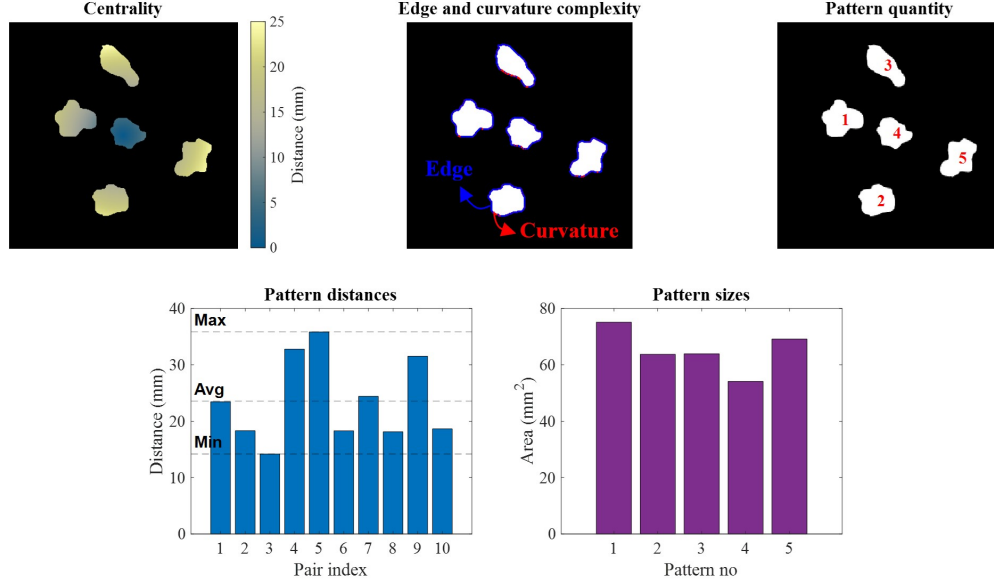 Centrality
25
20
15
10
5
0
Distance (mm)
Edge and curvature complexity
Edge
Curvature
Pattern quantity
3
1
4
5
2
Pattern distances
40
30
20
10
0
Distance (mm)
Max
Avg
Min
1 2 3 4 5 6 7 8 9 10
Pair index
Pattern sizes
80
60
40
20
0
Area (mm²)
1 2 3 4 5
Pattern no